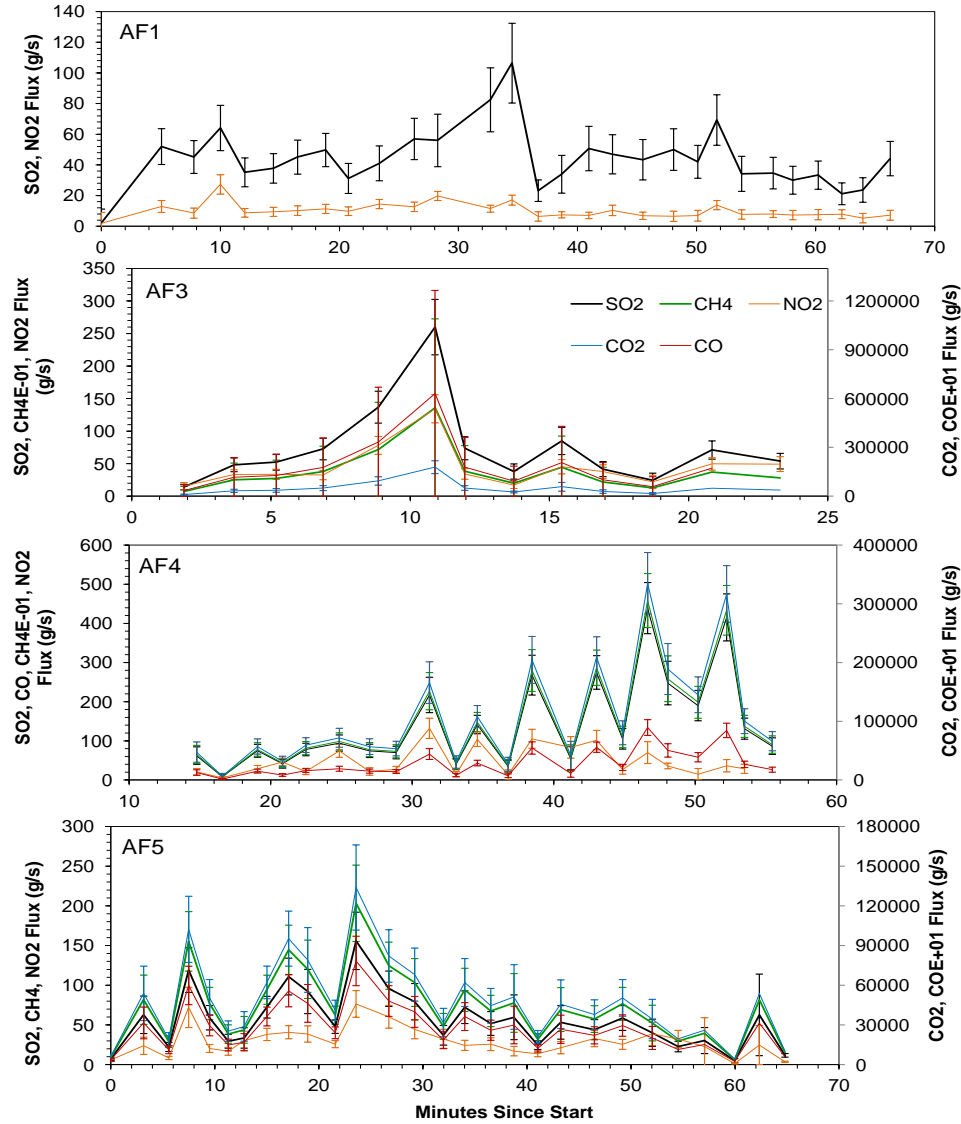 AF1
SO2, NO2 Flux (g/s)
140
120
100
80
60
40
20
0
0 10 20 30 40 50 60 70
AF3
SO2, CH4E-01, NO2 Flux
(g/s)
350
300
250
200
150
100
50
0
SO2 CH4 NO2
CO2 CO
1200000
900000
600000
300000
0
CO2, COE+01 Flux (g/s)
0 5 10 15 20 25
AF4
SO2, CO, CH4E-01, NO2
Flux (g/s)
600
500
400
300
200
100
0
400000
300000
200000
100000
0
CO2, COE+01 Flux (g/s)
10 20 30 40 50 60
AF5
SO2, CH4, NO2 Flux (g/s)
300
250
200
150
100
50
0
180000
150000
120000
90000
60000
30000
0
CO2, COE+01 Flux (g/s)
0 10 20 30 40 50 60 70
Minutes Since Start